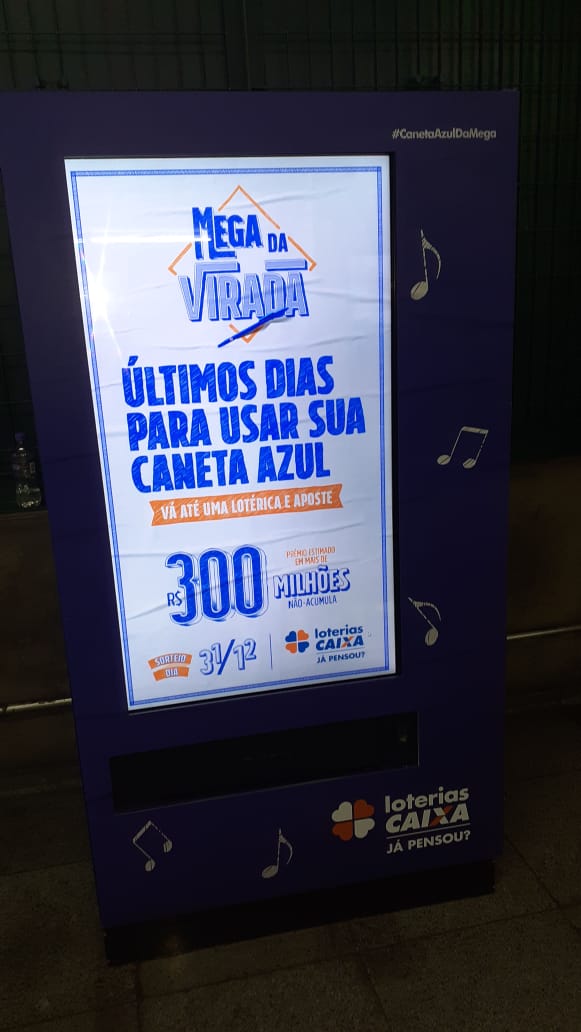 #CanetaAzulDaMega
MEGA DA
VIRADA
ÚLTIMOS DIAS
PARA USAR SUA
CANETA AZUL
VÁ ATÉ UMA LOTÉRICA E APOSTE
R$ 300
PRÊMIO ESTIMADO
EM MAIS DE
MILHÕES
NÃO-ACUMULA
SORTEIO
DIA
31/12
loterias
CAIXA
JÁ PENSOU?
loterias
CAIXA
JÁ PENSOU?